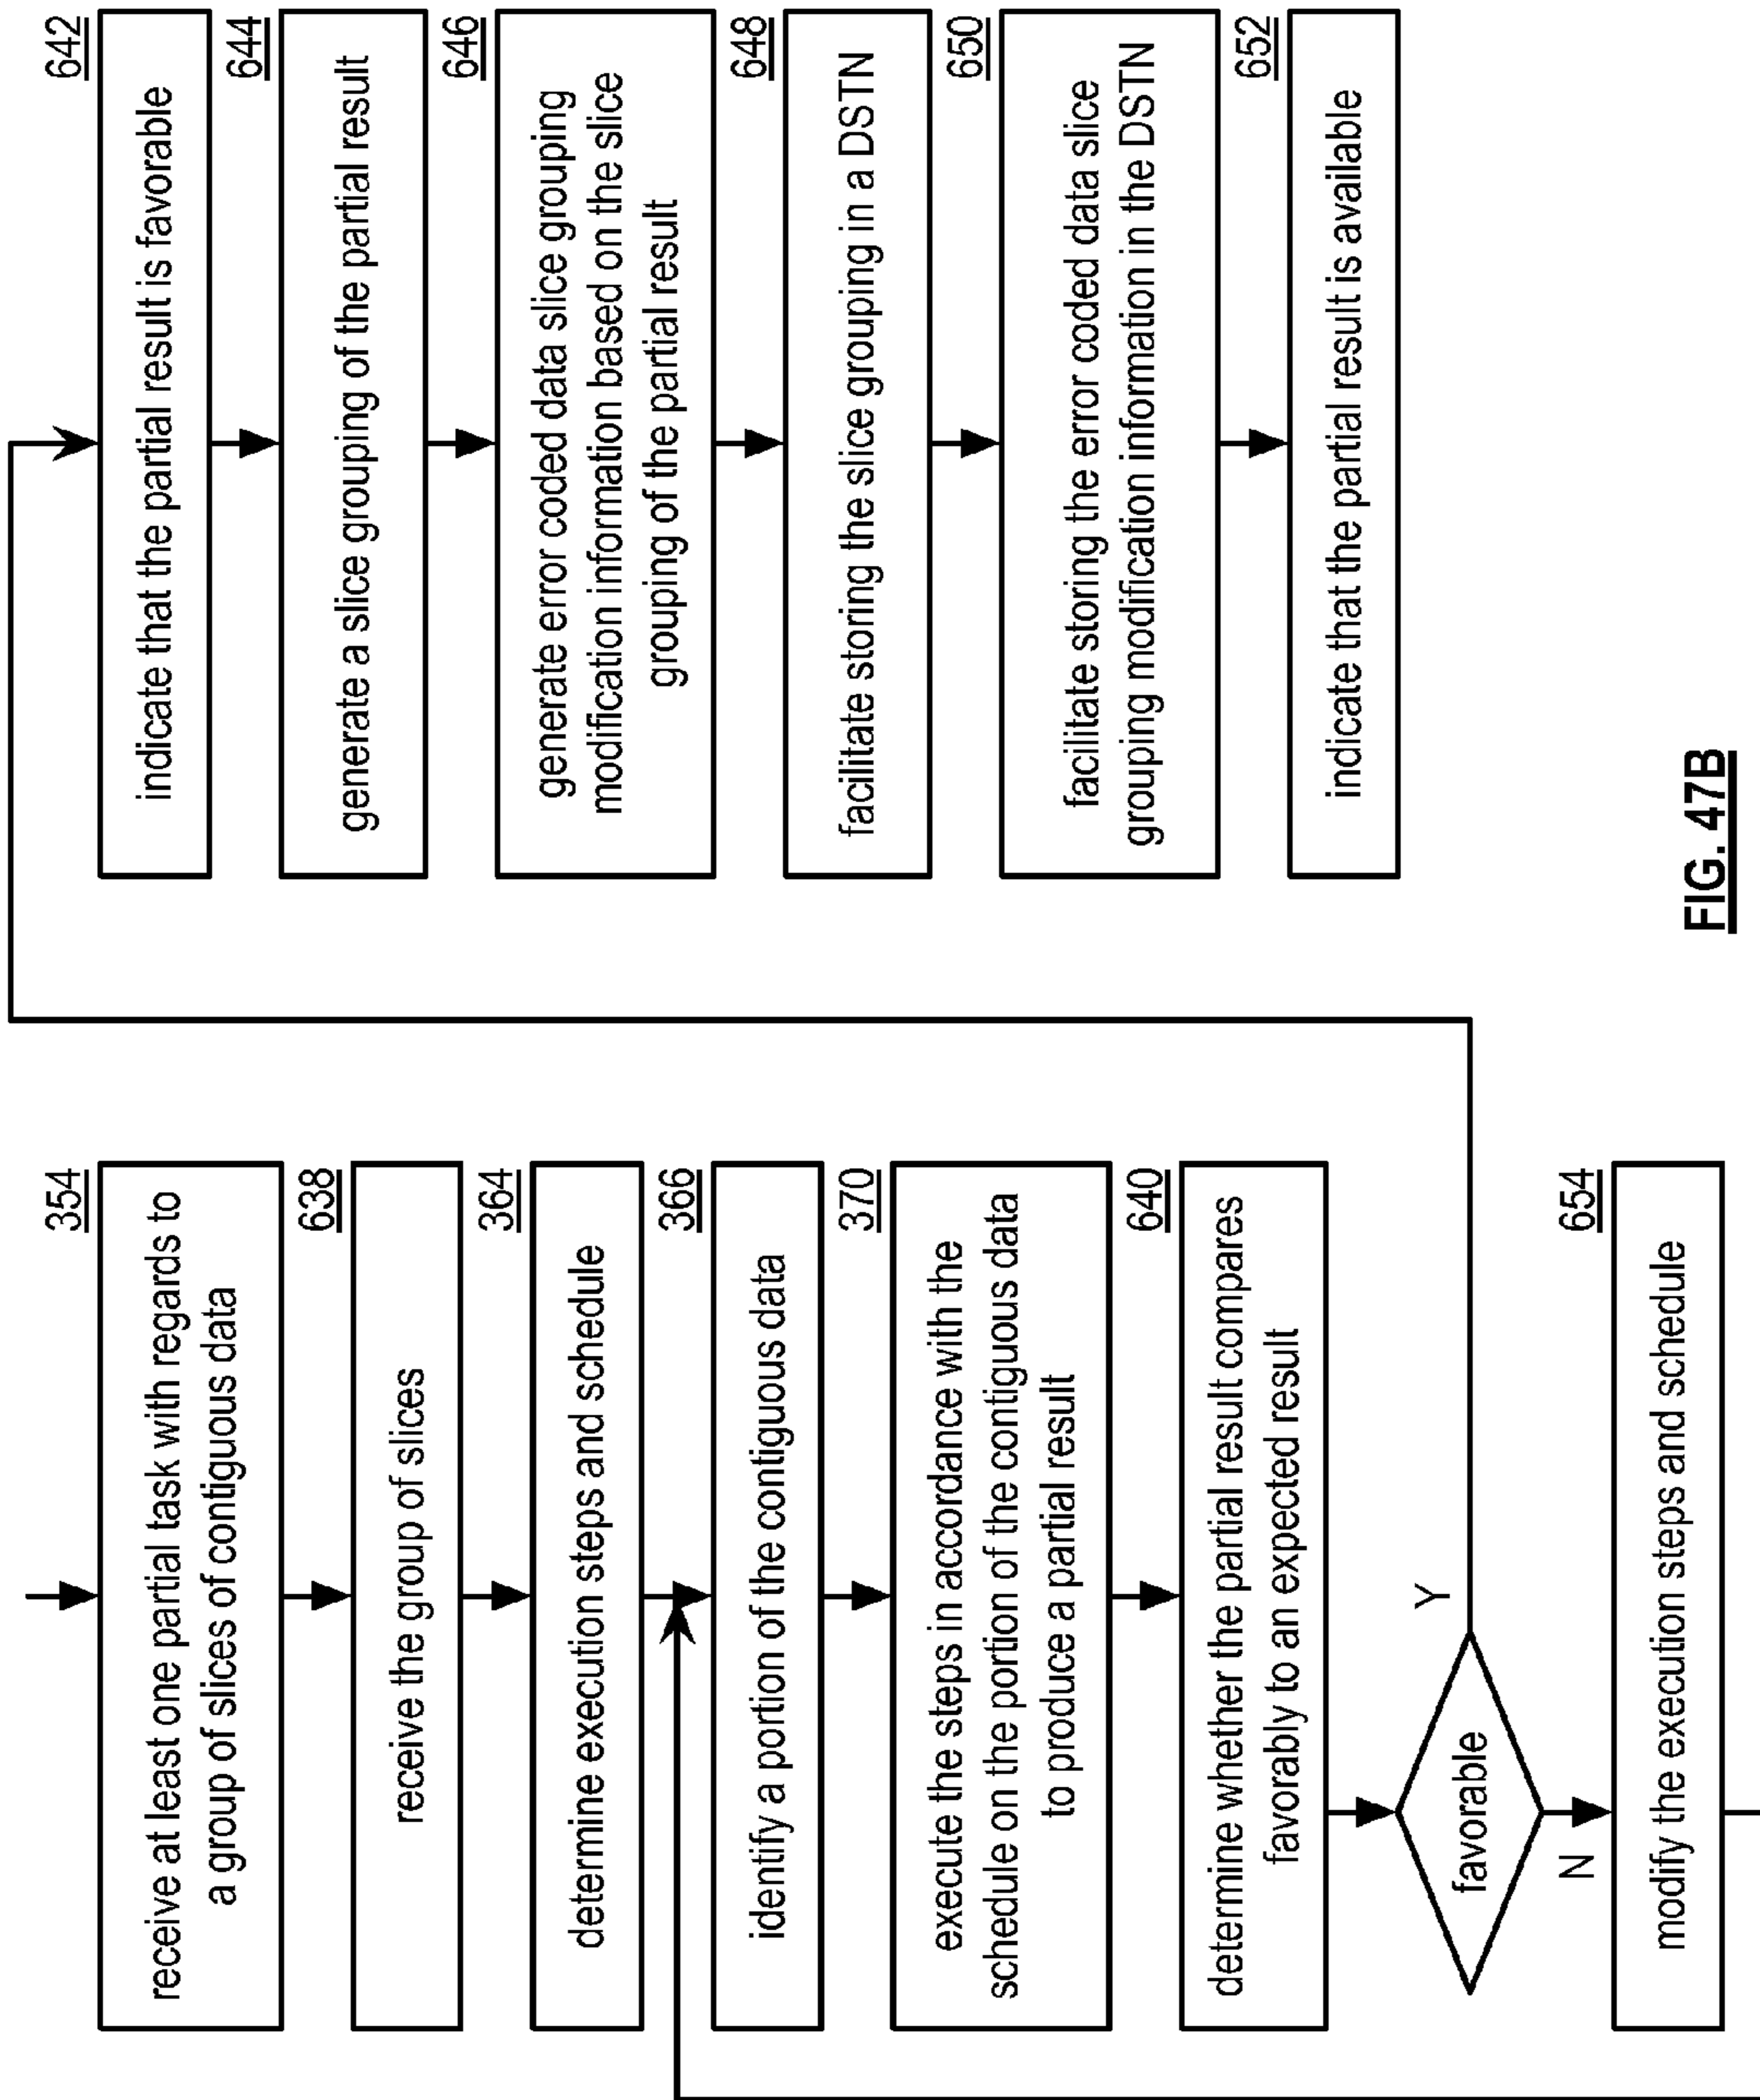 354
receive at least one partial task with regards to
a group of slices of contiguous data
638
receive the group of slices
364
determine execution steps and schedule
366
identify a portion of the contiguous data
370
execute the steps in accordance with the
schedule on the portion of the contiguous data
to produce a partial result
640
determine whether the partial result compares
favorably to an expected result
favorable
Y
N
654
modify the execution steps and schedule
642
indicate that the partial result is favorable
644
generate a slice grouping of the partial result
646
generate error coded data slice grouping
modification information based on the slice
grouping of the partial result
648
facilitate storing the slice grouping in a DSTN
650
facilitate storing the error coded data slice
grouping modification information in the DSTN
652
indicate that the partial result is available
FIG. 47B